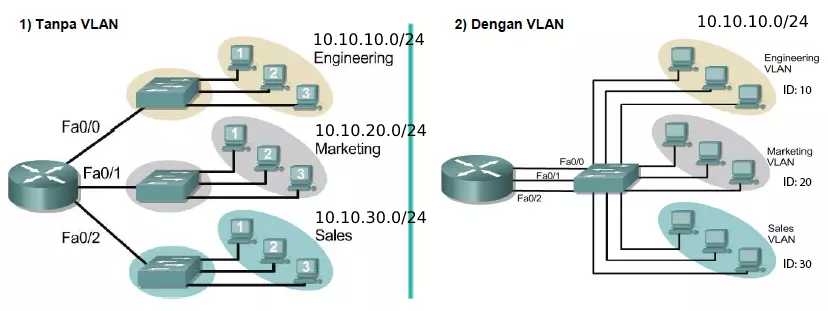 1) Tanpa VLAN
10.10.10.0/24
Engineering
1
2
3
Fa0/0
10.10.20.0/24
Marketing
1
2
3
Fa0/1
10.10.30.0/24
Sales
1
2
3
Fa0/2
2) Dengan VLAN
10.10.10.0/24
Engineering
VLAN
ID: 10
Marketing
VLAN
ID: 20
Fa0/0
Fa0/1
Fa0/2
Sales
VLAN
ID: 30